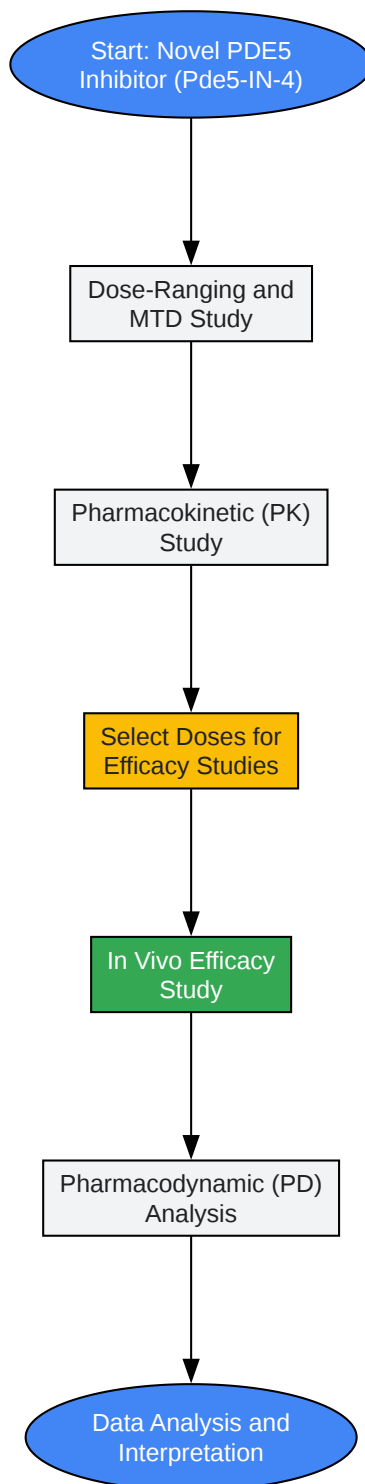 Start: Novel PDE5
Inhibitor (Pde5-IN-4)
Dose-Ranging and
MTD Study
Pharmacokinetic (PK)
Study
Select Doses for
Efficacy Studies
In Vivo Efficacy
Study
Pharmacodynamic (PD)
Analysis
Data Analysis and
Interpretation